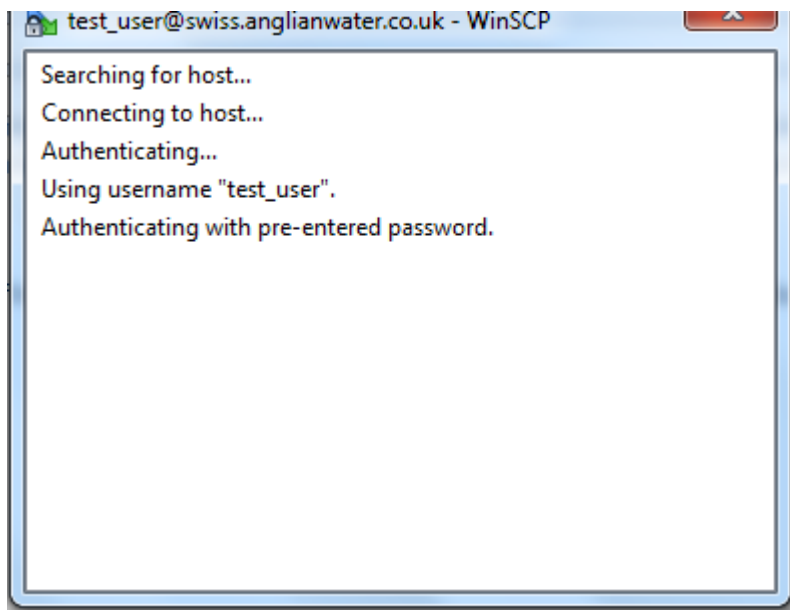 test_user@swiss.anglianwater.co.uk - WinSCP
Searching for host...
Connecting to host...
Authenticating...
Using username "test_user".
Authenticating with pre-entered password.